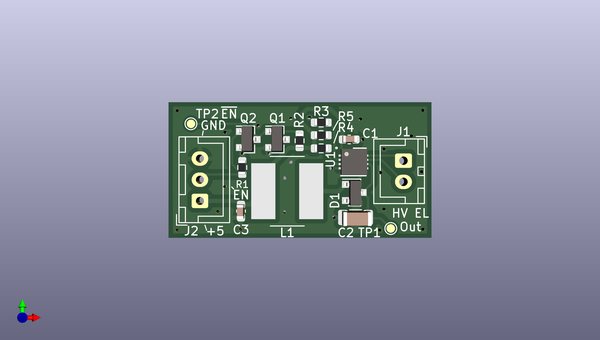 TP2 EN
GND
Q2
Q1
R2
R3
R5
R4
C1
J1
U1
R1
EN
D1
HV EL
Out
J2 +5
C3
L1
C2 TP1